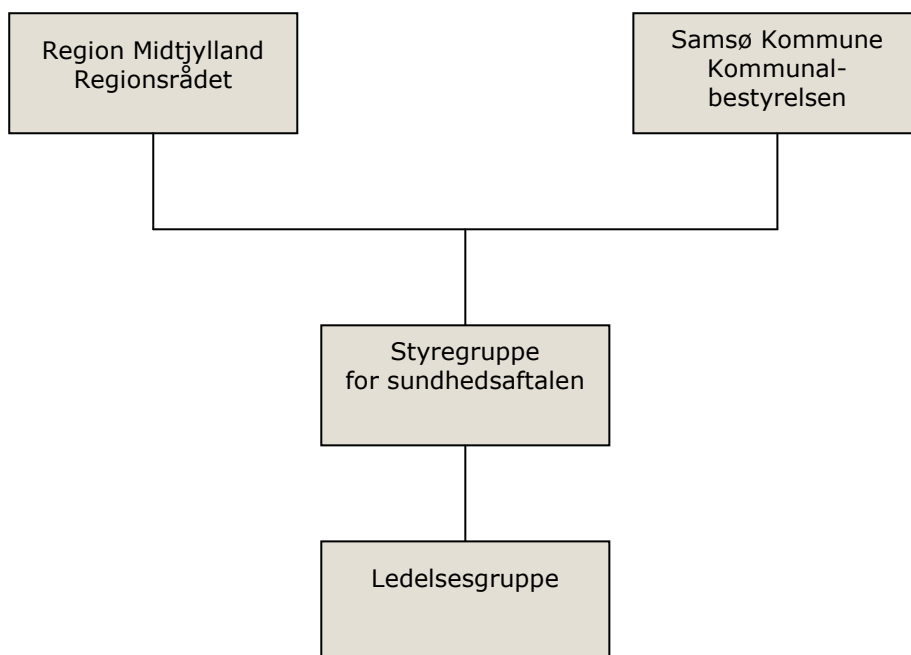 Region Midtjylland
Regionsrådet
Samsø Kommune
Kommunal-
bestyrelsen
Styregruppe
for sundhedsaftalen
Ledelsesgruppe